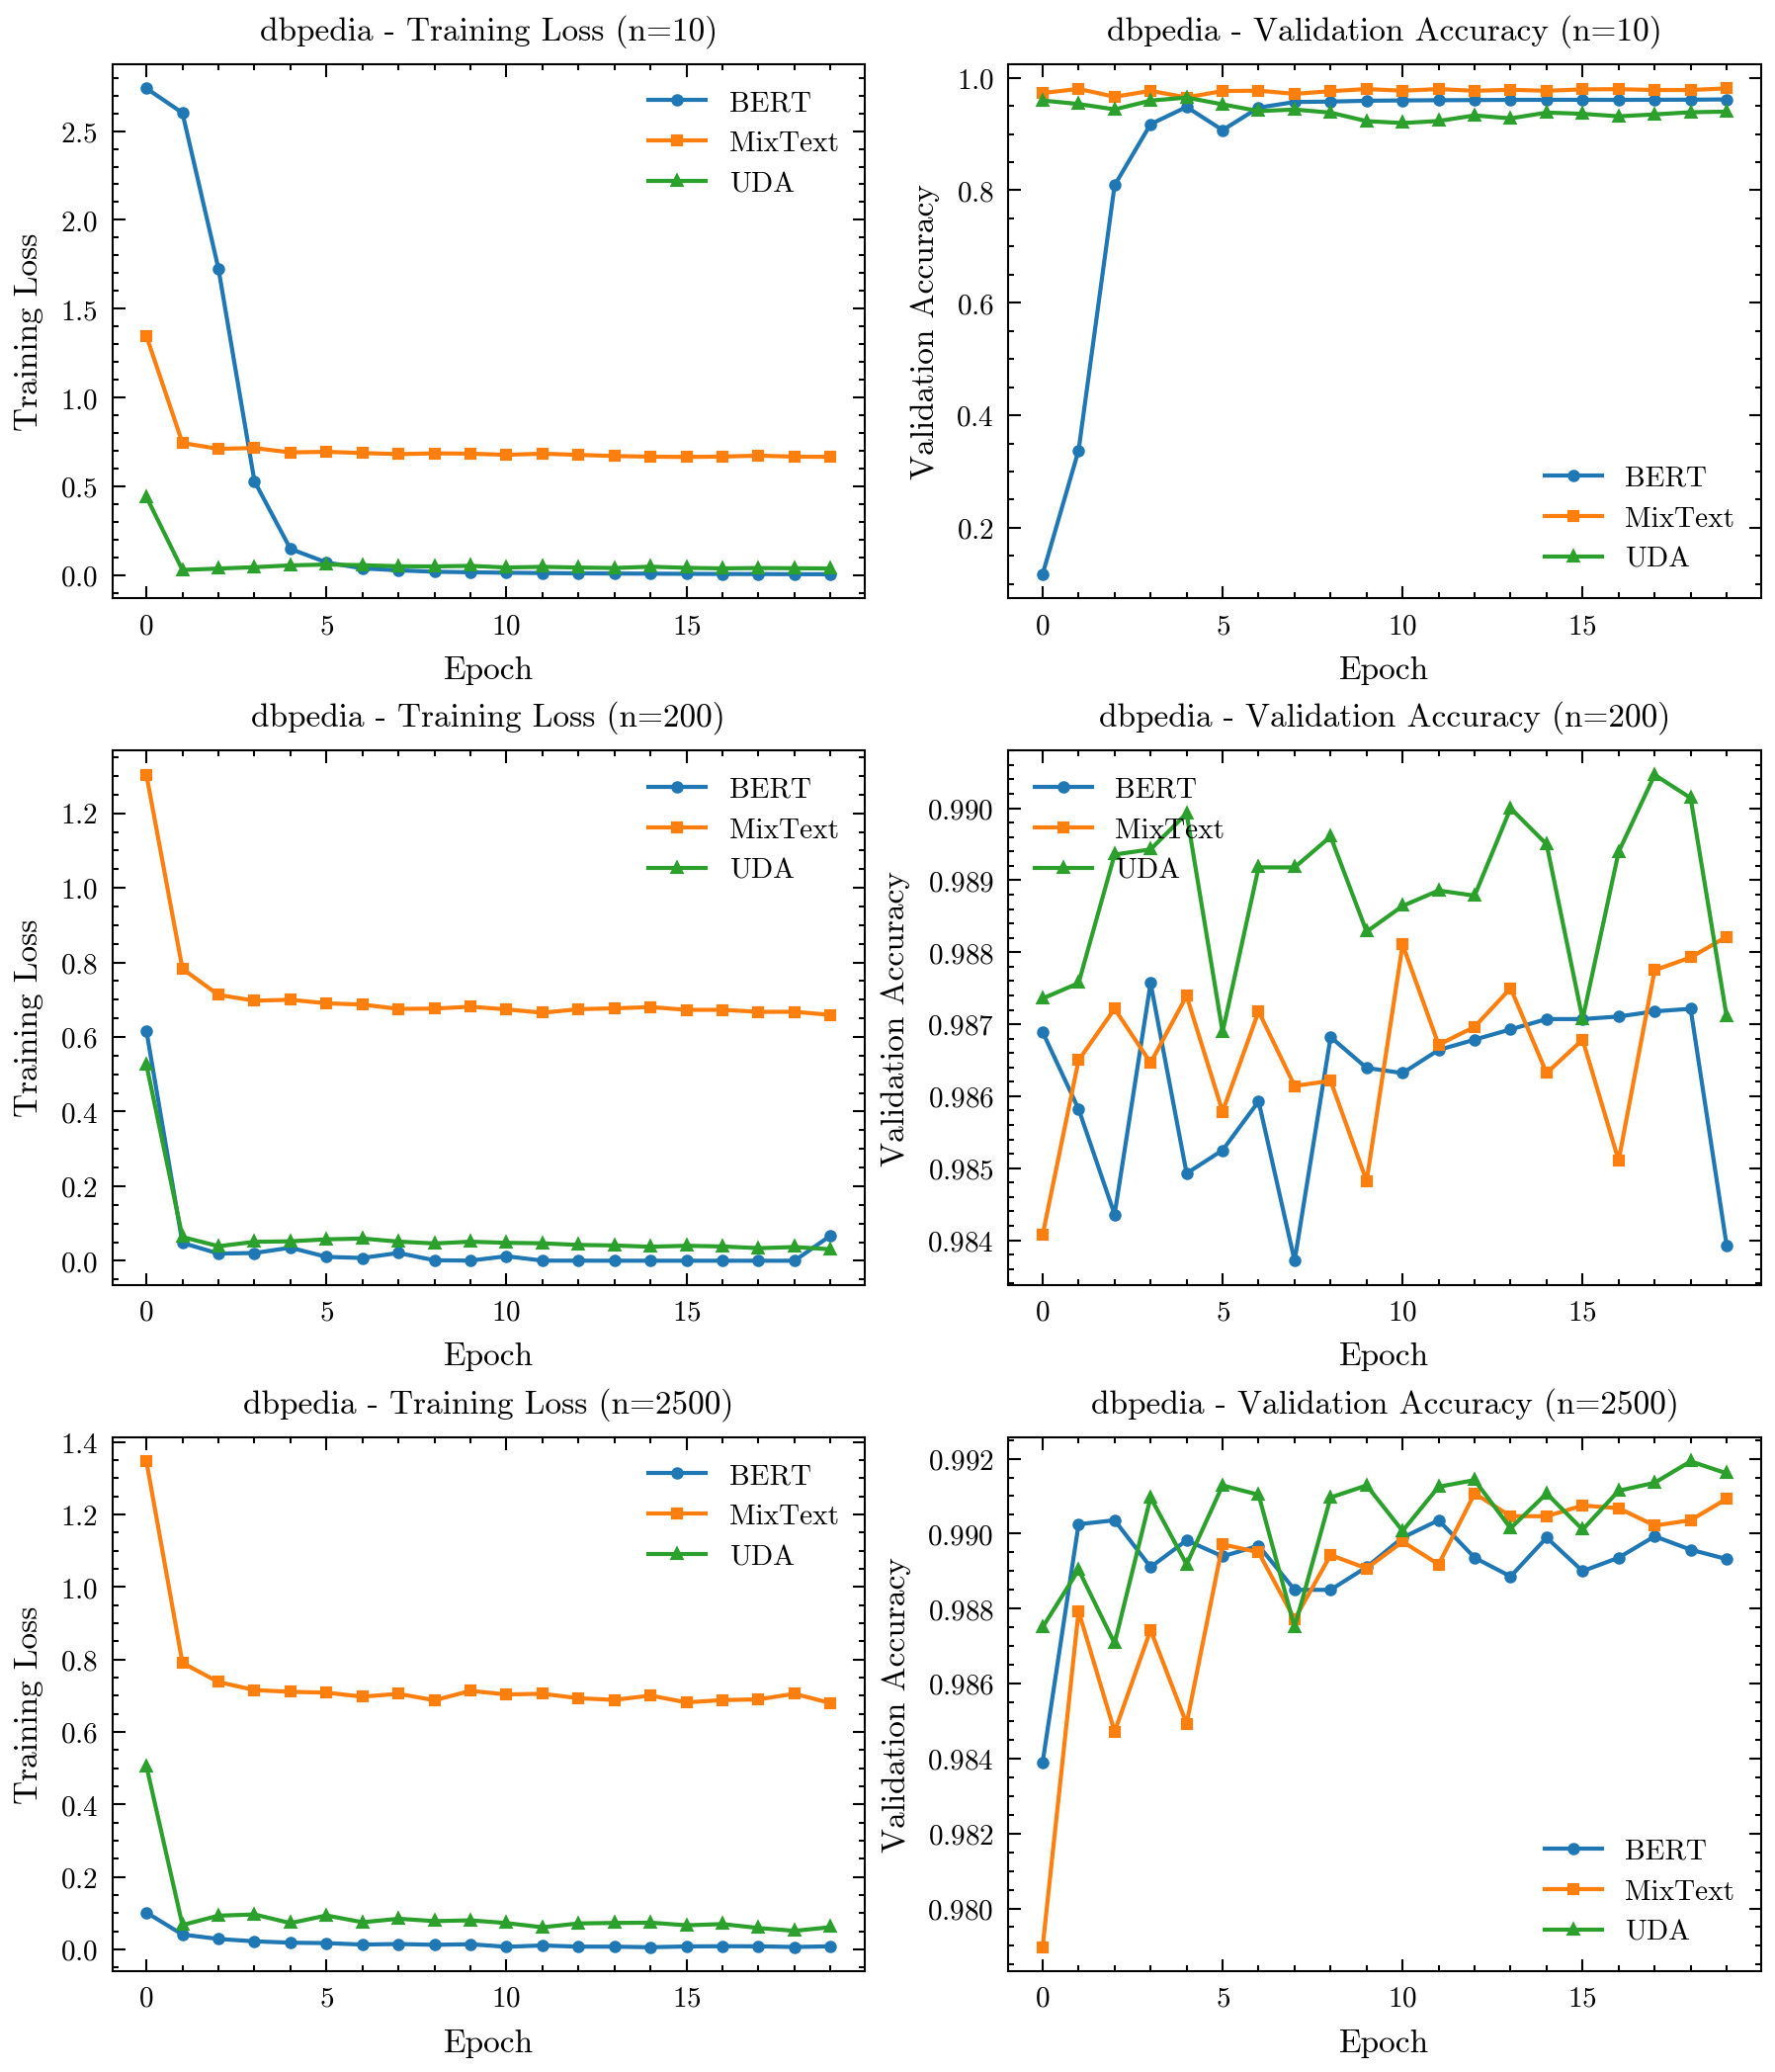 dbpedia - Training Loss (n=10)
Training Loss
2.5
2.0
1.5
1.0
0.5
0.0
BERT
MixText
UDA
0 5 10 15
Epoch
dbpedia - Validation Accuracy (n=10)
Validation Accuracy
1.0
0.8
0.6
0.4
0.2
BERT
MixText
UDA
0 5 10 15
Epoch
dbpedia - Training Loss (n=200)
Training Loss
1.2
1.0
0.8
0.6
0.4
0.2
0.0
BERT
MixText
UDA
0 5 10 15
Epoch
dbpedia - Validation Accuracy (n=200)
Validation Accuracy
0.990
0.989
0.988
0.987
0.986
0.985
0.984
BERT
MixText
UDA
0 5 10 15
Epoch
dbpedia - Training Loss (n=2500)
Training Loss
1.4
1.2
1.0
0.8
0.6
0.4
0.2
0.0
BERT
MixText
UDA
0 5 10 15
Epoch
dbpedia - Validation Accuracy (n=2500)
Validation Accuracy
0.992
0.990
0.988
0.986
0.984
0.982
0.980
BERT
MixText
UDA
0 5 10 15
Epoch